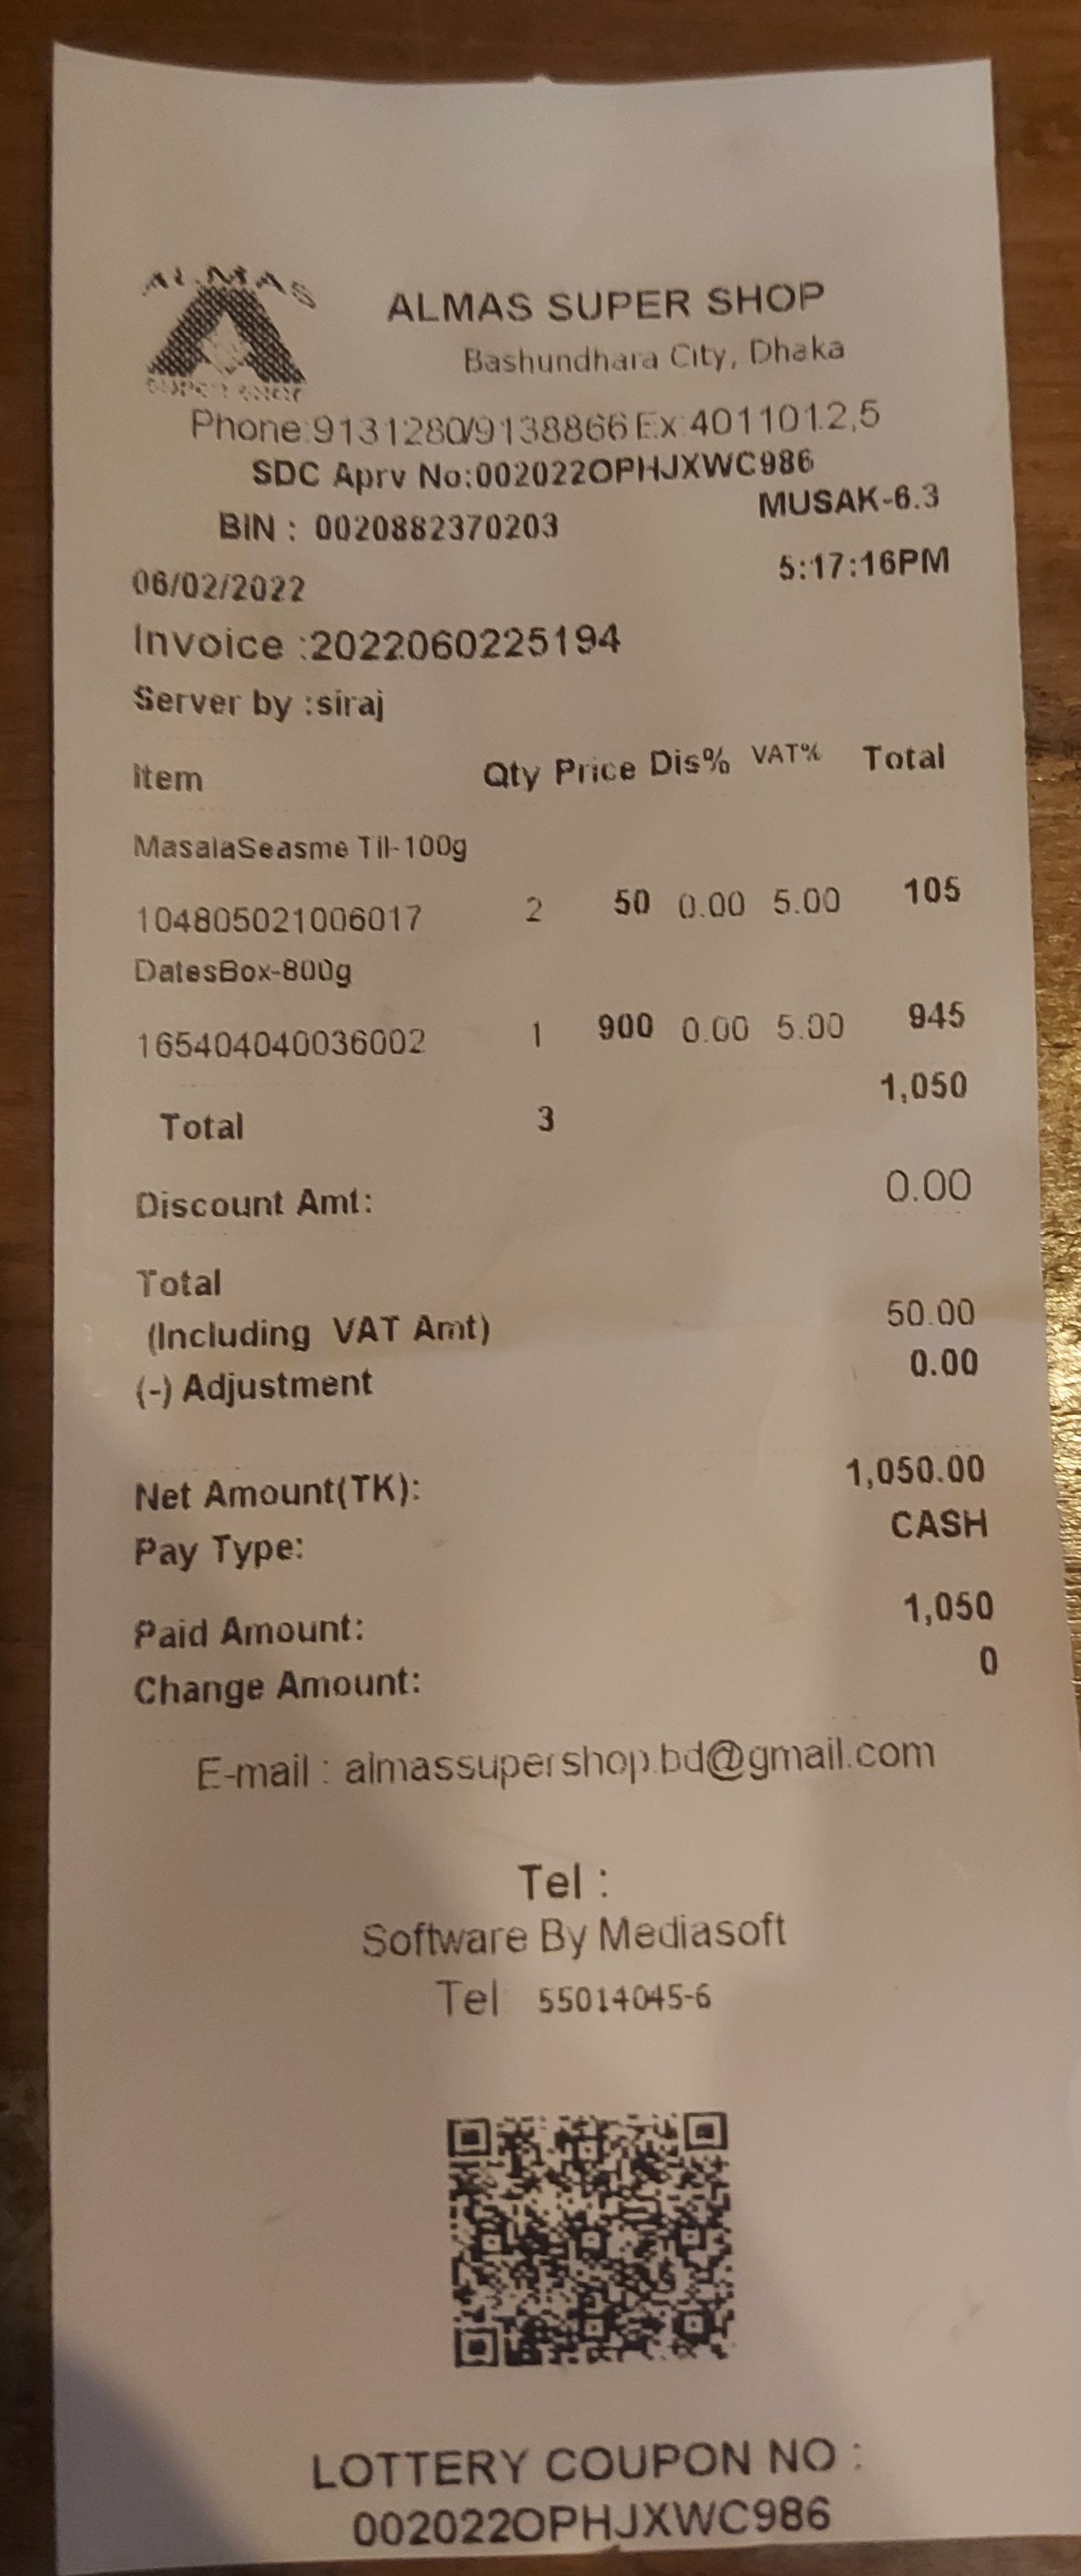 ALMAS
SUPER SHOP
ALMAS SUPER SHOP
Bashundhara City, Dhaka
Phone:9131280/9138866 Ex:4011012,5
SDC Aprv No:002022OPHJXWC986
MUSAK-6.3
BIN : 0020882370203
06/02/2022 5:17:16PM
Invoice :2022060225194
Server by :siraj
Item Qty Price Dis% VAT% Total
MasalaSeasme Til-100g
104805021006017 2 50 0.00 5.00 105
DatesBox-800g
165404040036002 1 900 0.00 5.00 945
Total 3 1,050
Discount Amt: 0.00
Total
(Including VAT Amt) 50.00
(-) Adjustment 0.00
Net Amount(TK): 1,050.00
Pay Type: CASH
Paid Amount: 1,050
Change Amount: 0
E-mail : almassupershop.bd@gmail.com
Tel :
Software By Mediasoft
Tel 55014045-6
LOTTERY COUPON NO :
002022OPHJXWC986